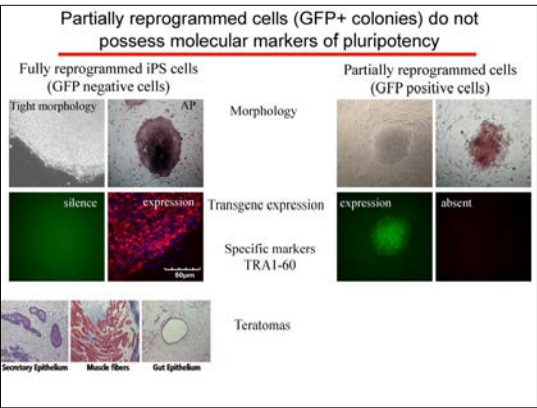 Partially reprogrammed cells (GFP+ colonies) do not
possess molecular markers of pluripotency
Fully reprogrammed iPS cells
(GFP negative cells)
Partially reprogrammed cells
(GFP positive cells)
Tight morphology
AP
Morphology
silence
expression
Transgene expression
expression
absent
Specific markers
TRA1-60
80µm
Teratomas
Secretory Epithelium
Muscle fibers
Gut Epithelium